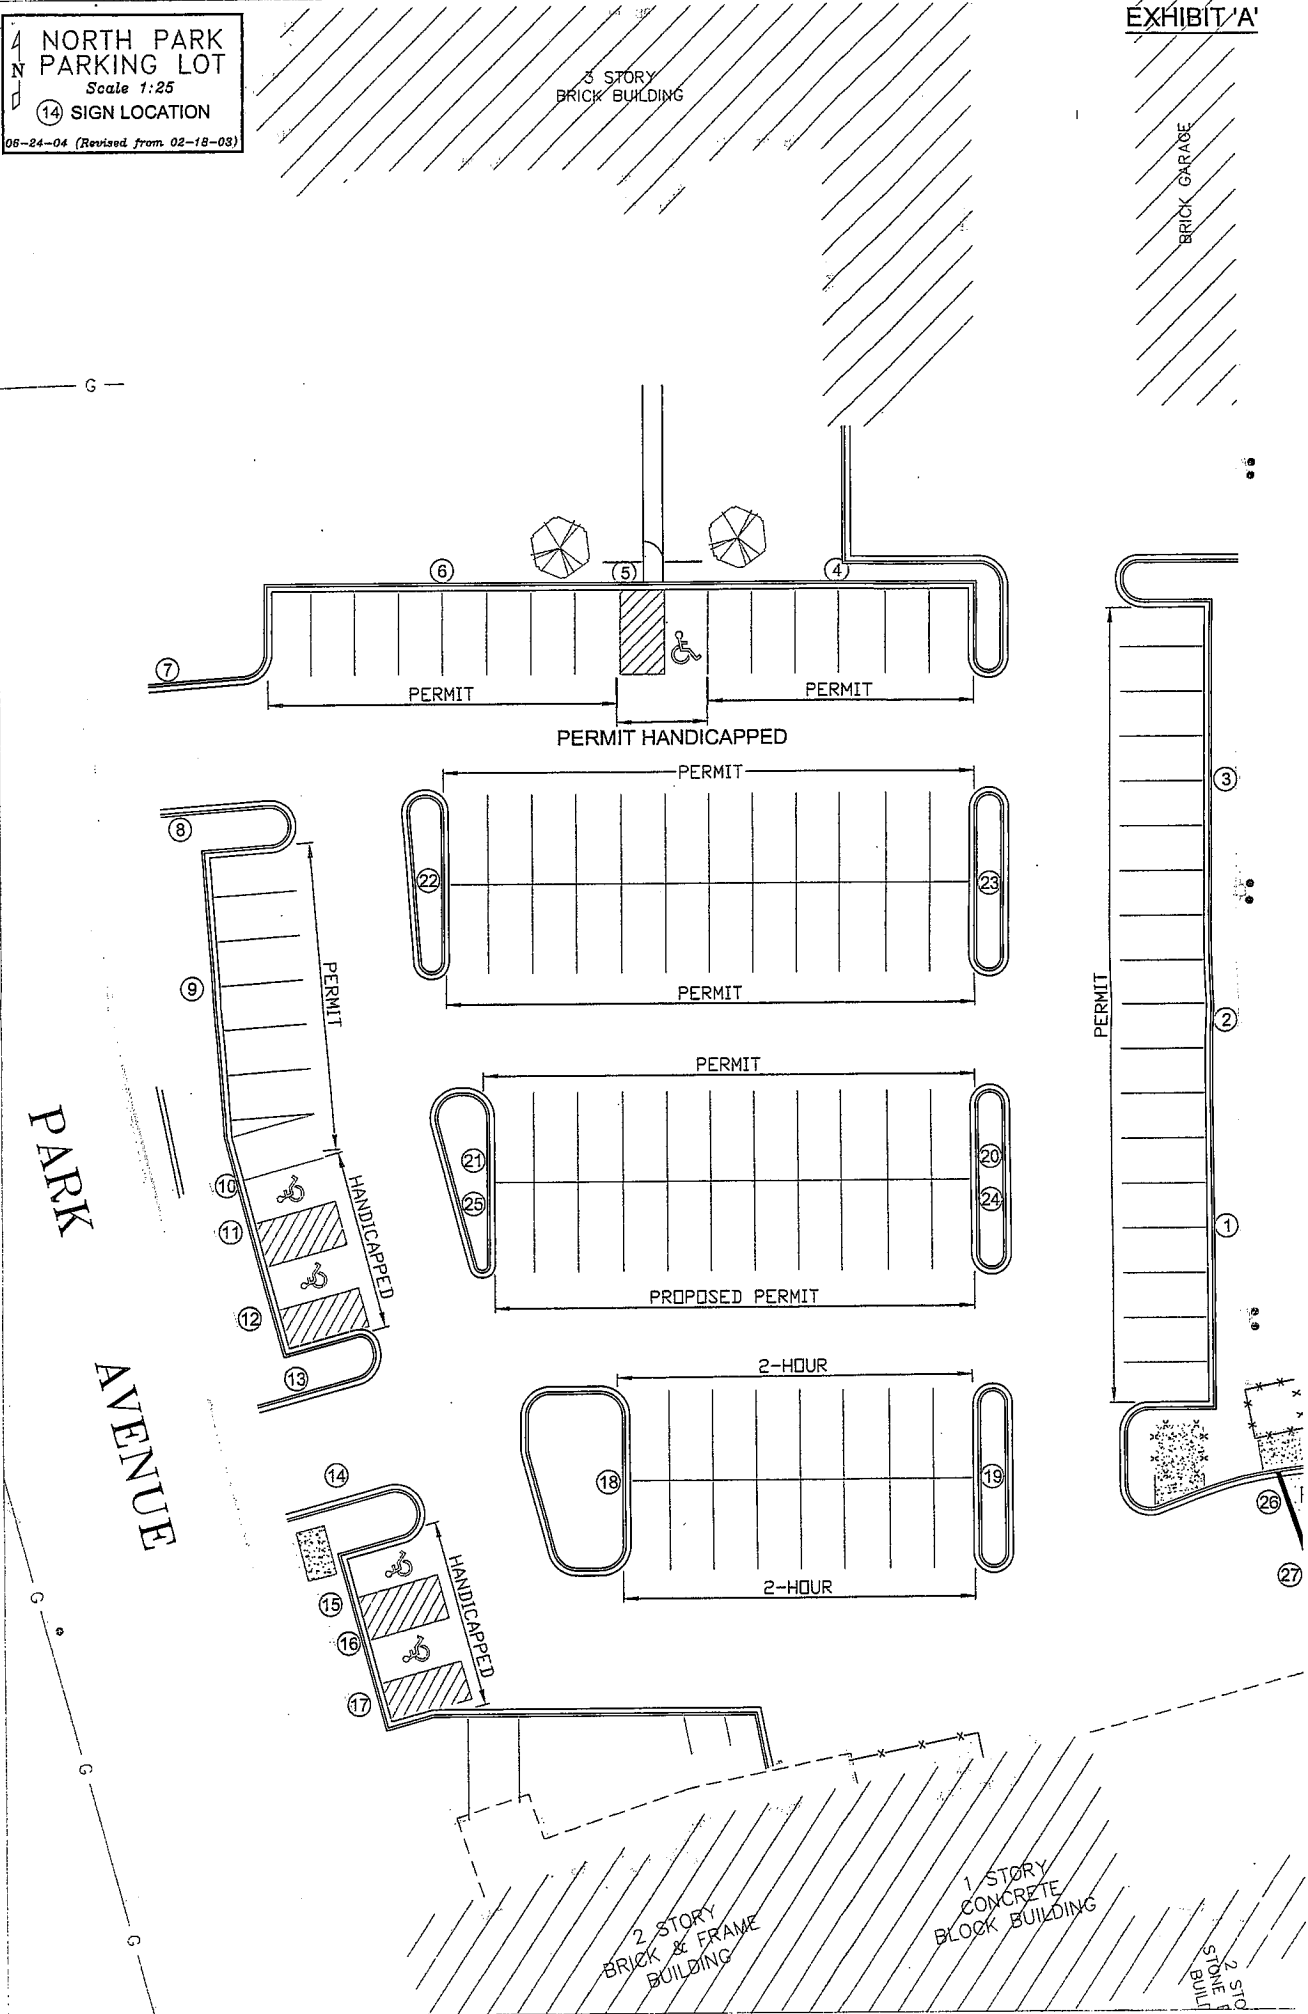 EXHIBIT 'A'
N
NORTH PARK
PARKING LOT
Scale 1:25
14 SIGN LOCATION
06-24-04 (Revised from 02-18-03)
3 STORY
BRICK BUILDING
BRICK GARAGE
G
6
5
4
7
PERMIT
PERMIT
PERMIT HANDICAPPED
PERMIT
3
8
22
23
9
PERMIT
PERMIT
PERMIT
2
PERMIT
PARK
AVENUE
21
20
10
25
24
11
HANDICAPPED
1
12
PROPOSED PERMIT
13
2-HOUR
14
18
19
26
27
2-HOUR
HANDICAPPED
15
16
17
G
G
G
2 STORY
BRICK & FRAME
BUILDING
1 STORY
CONCRETE
BLOCK BUILDING
2 STO
STONE
BUIL